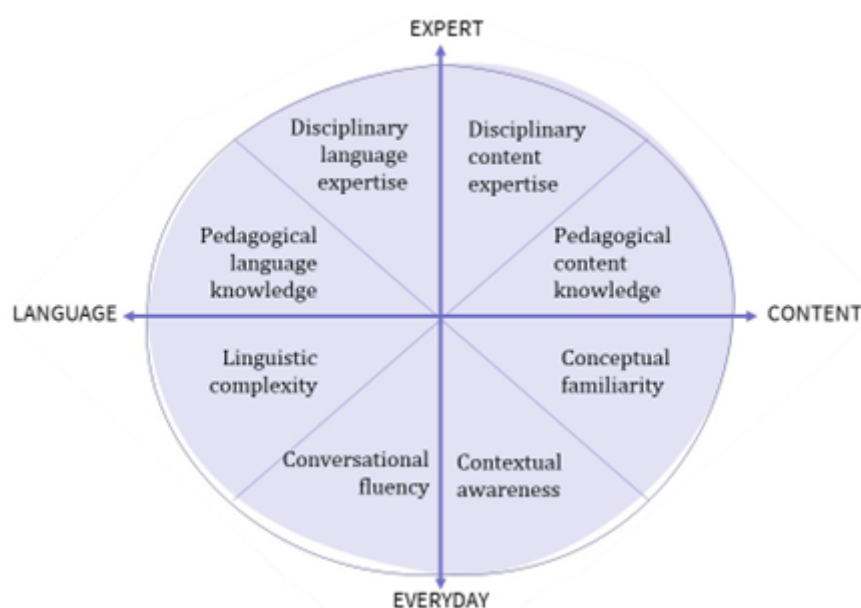 EXPERT
Disciplinary
language
expertise
Disciplinary
content
expertise
Pedagogical
language
knowledge
Pedagogical
content
knowledge
LANGUAGE
CONTENT
Linguistic
complexity
Conceptual
familiarity
Conversational
fluency
Contextual
awareness
EVERYDAY